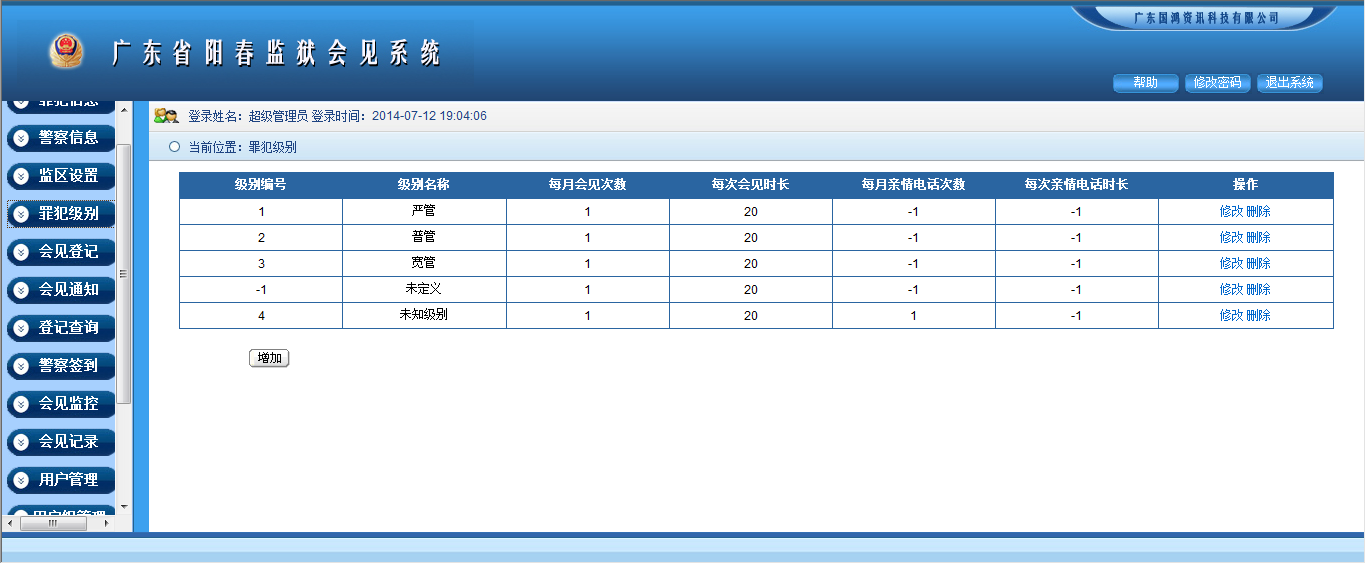 广东国鸿资讯科技有限公司
广东省阳春监狱会见系统
帮助 修改密码 退出系统
罪犯信息
警察信息
监区设置
罪犯级别
会见登记
会见通知
登记查询
警察签到
会见监控
会见记录
用户管理
用户组管理
登录姓名：超级管理员 登录时间：2014-07-12 19:04:06
当前位置：罪犯级别
级别编号 级别名称 每月会见次数 每次会见时长 每月亲情电话次数 每次亲情电话时长 操作
1 严管 1 20 -1 -1 修改 删除
2 普管 1 20 -1 -1 修改 删除
3 宽管 1 20 -1 -1 修改 删除
-1 未定义 1 20 -1 -1 修改 删除
4 未知级别 1 20 1 -1 修改 删除
增加